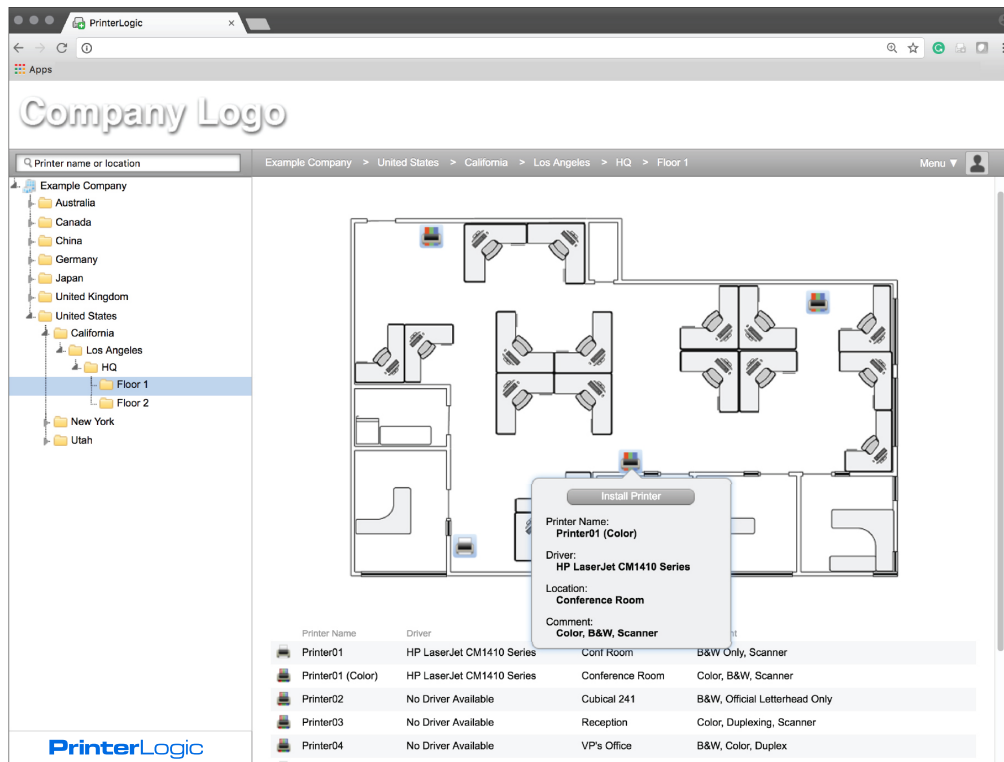 PrinterLogic ×
Apps
Company Logo
Printer name or location
Example Company > United States > California > Los Angeles > HQ > Floor 1
Menu ▼
Example Company
Australia
Canada
China
Germany
Japan
United Kingdom
United States
California
Los Angeles
HQ
Floor 1
Floor 2
New York
Utah
Install Printer
Printer Name:
Printer01 (Color)
Driver:
HP LaserJet CM1410 Series
Location:
Conference Room
Comment:
Color, B&W, Scanner
Printer Name Driver
Printer01 HP LaserJet CM1410 Series Conf Room B&W Only, Scanner
Printer01 (Color) HP LaserJet CM1410 Series Conference Room Color, B&W, Scanner
Printer02 No Driver Available Cubical 241 B&W, Official Letterhead Only
Printer03 No Driver Available Reception Color, Duplexing, Scanner
Printer04 No Driver Available VP's Office B&W, Color, Duplex
PrinterLogic